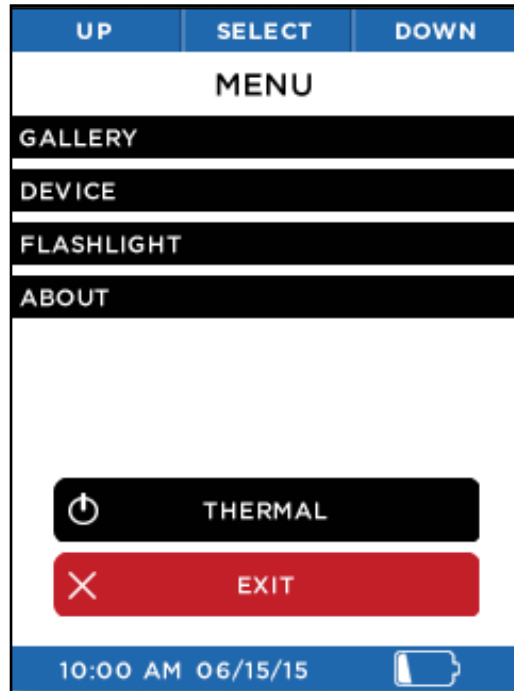 UP SELECT DOWN
MENU
GALLERY
DEVICE
FLASHLIGHT
ABOUT
THERMAL
EXIT
10:00 AM 06/15/15